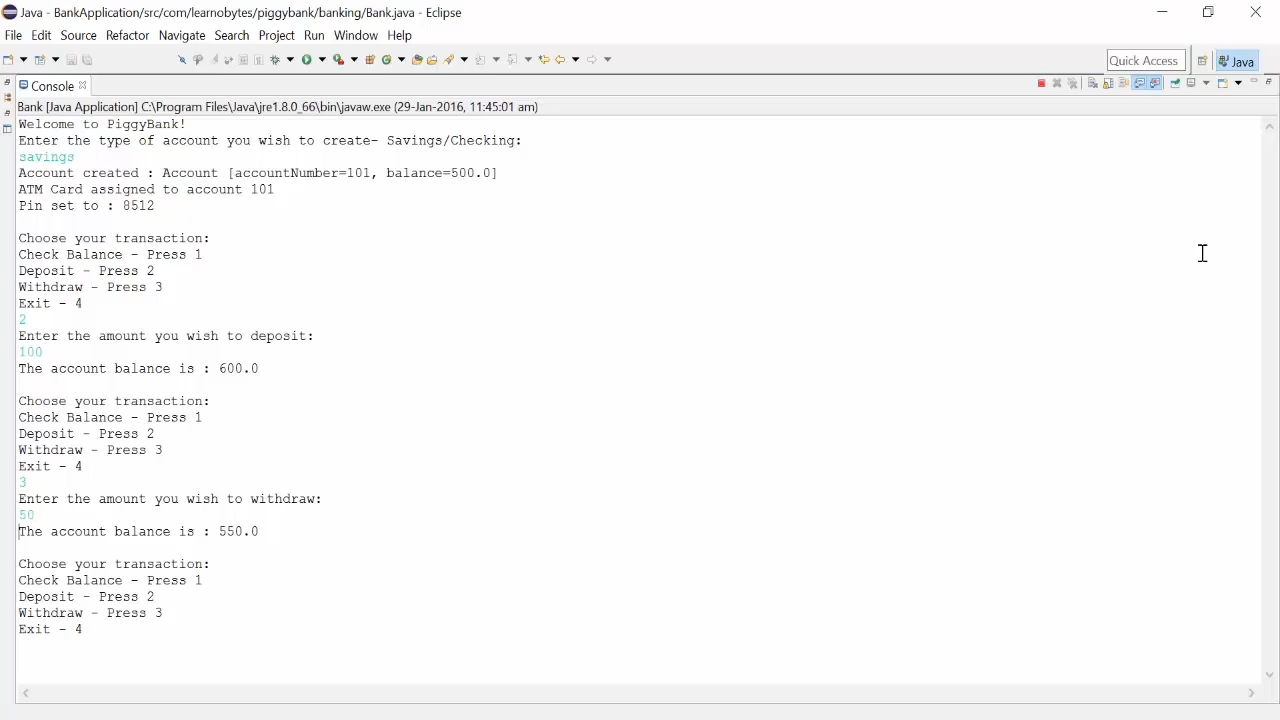 Java - BankApplication/src/com/learnobytes/piggybank/banking/Bank.java - Eclipse
File Edit Source Refactor Navigate Search Project Run Window Help
Quick Access Java
Console
Bank [Java Application] C:\Program Files\Java\jre1.8.0_66\bin\javaw.exe (29-Jan-2016, 11:45:01 am)
Welcome to PiggyBank!
Enter the type of account you wish to create- Savings/Checking:
savings
Account created : Account [accountNumber=101, balance=500.0]
ATM Card assigned to account 101
Pin set to : 8512
Choose your transaction:
Check Balance - Press 1
Deposit - Press 2
Withdraw - Press 3
Exit - 4
2
Enter the amount you wish to deposit:
100
The account balance is : 600.0
Choose your transaction:
Check Balance - Press 1
Deposit - Press 2
Withdraw - Press 3
Exit - 4
3
Enter the amount you wish to withdraw:
50
The account balance is : 550.0
Choose your transaction:
Check Balance - Press 1
Deposit - Press 2
Withdraw - Press 3
Exit - 4